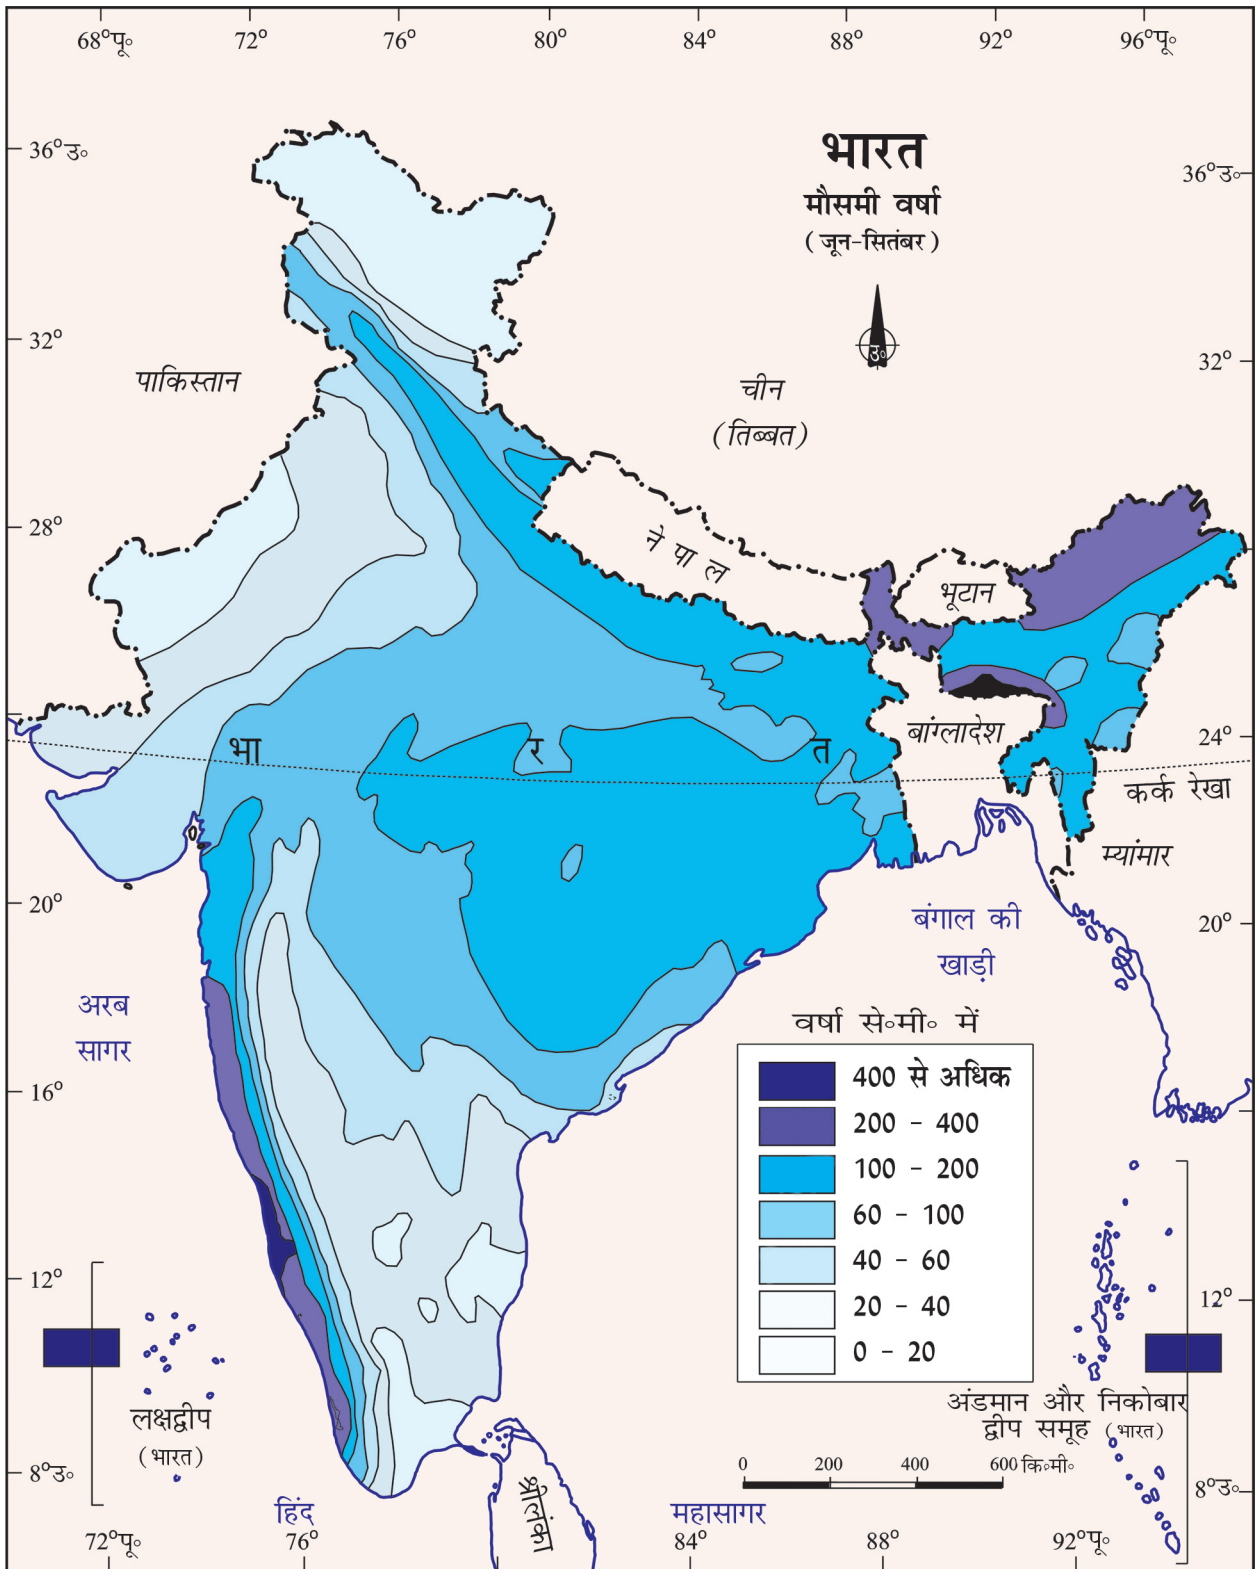 68°पू॰ 72° 76° 80° 84° 88° 92° 96°पू॰
भारत
मौसमी वर्षा
(जून-सितंबर)
उ॰
36°उ॰
36°उ॰
32°
32°
पाकिस्तान
चीन
(तिब्बत)
28°
नेपाल
भूटान
भारत
बांग्लादेश
24°
कर्क रेखा
म्यांमार
20°
20°
बंगाल की
खाड़ी
अरब
सागर
16°
वर्षा से॰मी॰ में
400 से अधिक
200 - 400
100 - 200
60 - 100
40 - 60
20 - 40
0 - 20
12°
12°
लक्षद्वीप
(भारत)
अंडमान और निकोबार
द्वीप समूह (भारत)
0 200 400 600 कि॰मी॰
8°उ॰
8°उ॰
श्रीलंका
हिंद महासागर
72°पू॰ 76° 84° 88° 92°पू॰